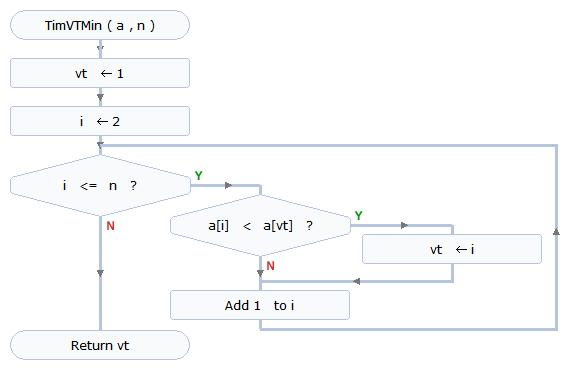 TimVTMin ( a , n )
vt ← 1
i ← 2
i <= n ?
Y
N
a[i] < a[vt] ?
Y
N
vt ← i
Add 1 to i
Return vt